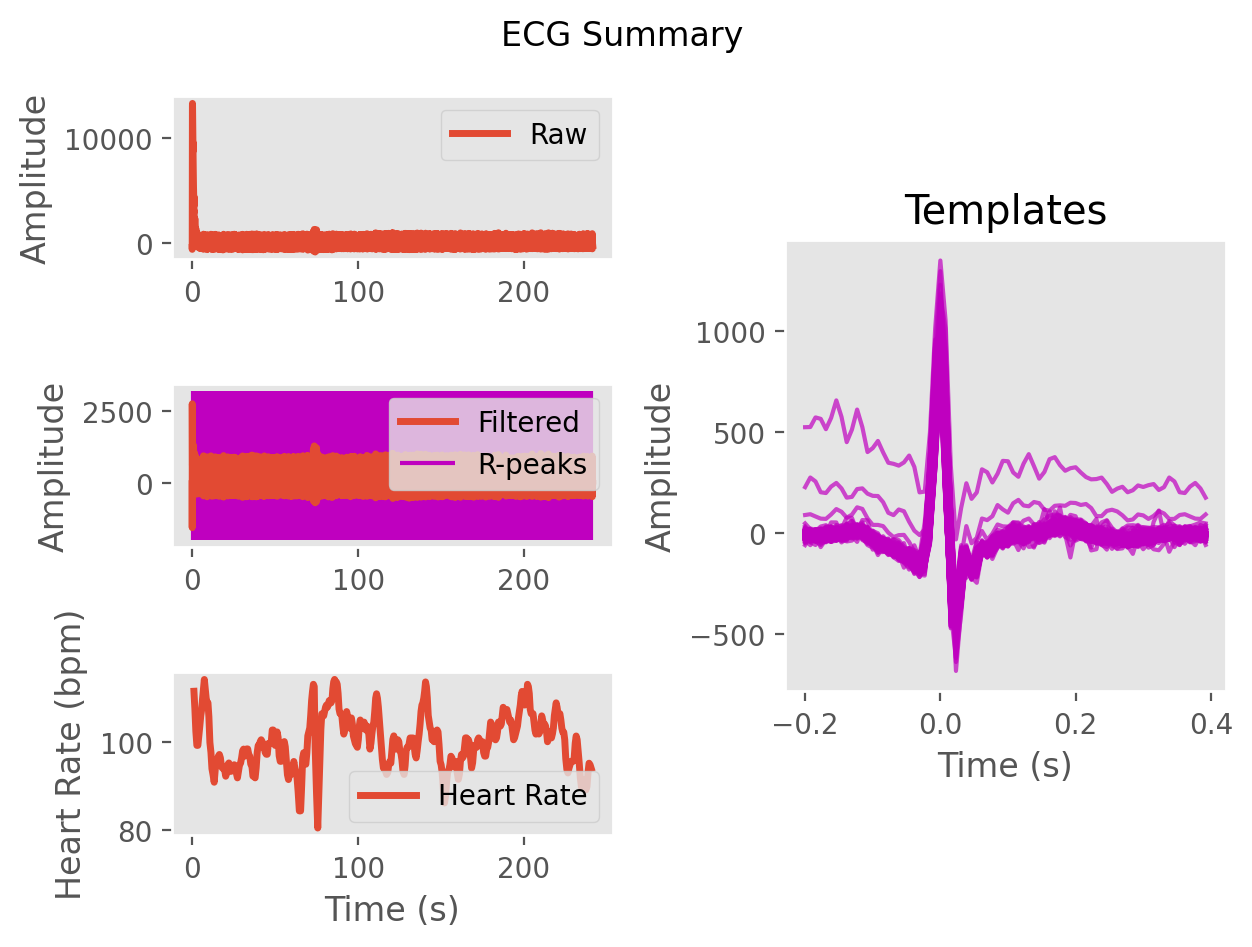 ECG Summary
Amplitude
10000
0
Raw
0
100
200
Amplitude
2500
0
Filtered
R-peaks
0
100
200
Heart Rate (bpm)
100
80
Heart Rate
0
100
200
Time (s)
Templates
Amplitude
1000
500
0
−500
−0.2
0.0
0.2
0.4
Time (s)